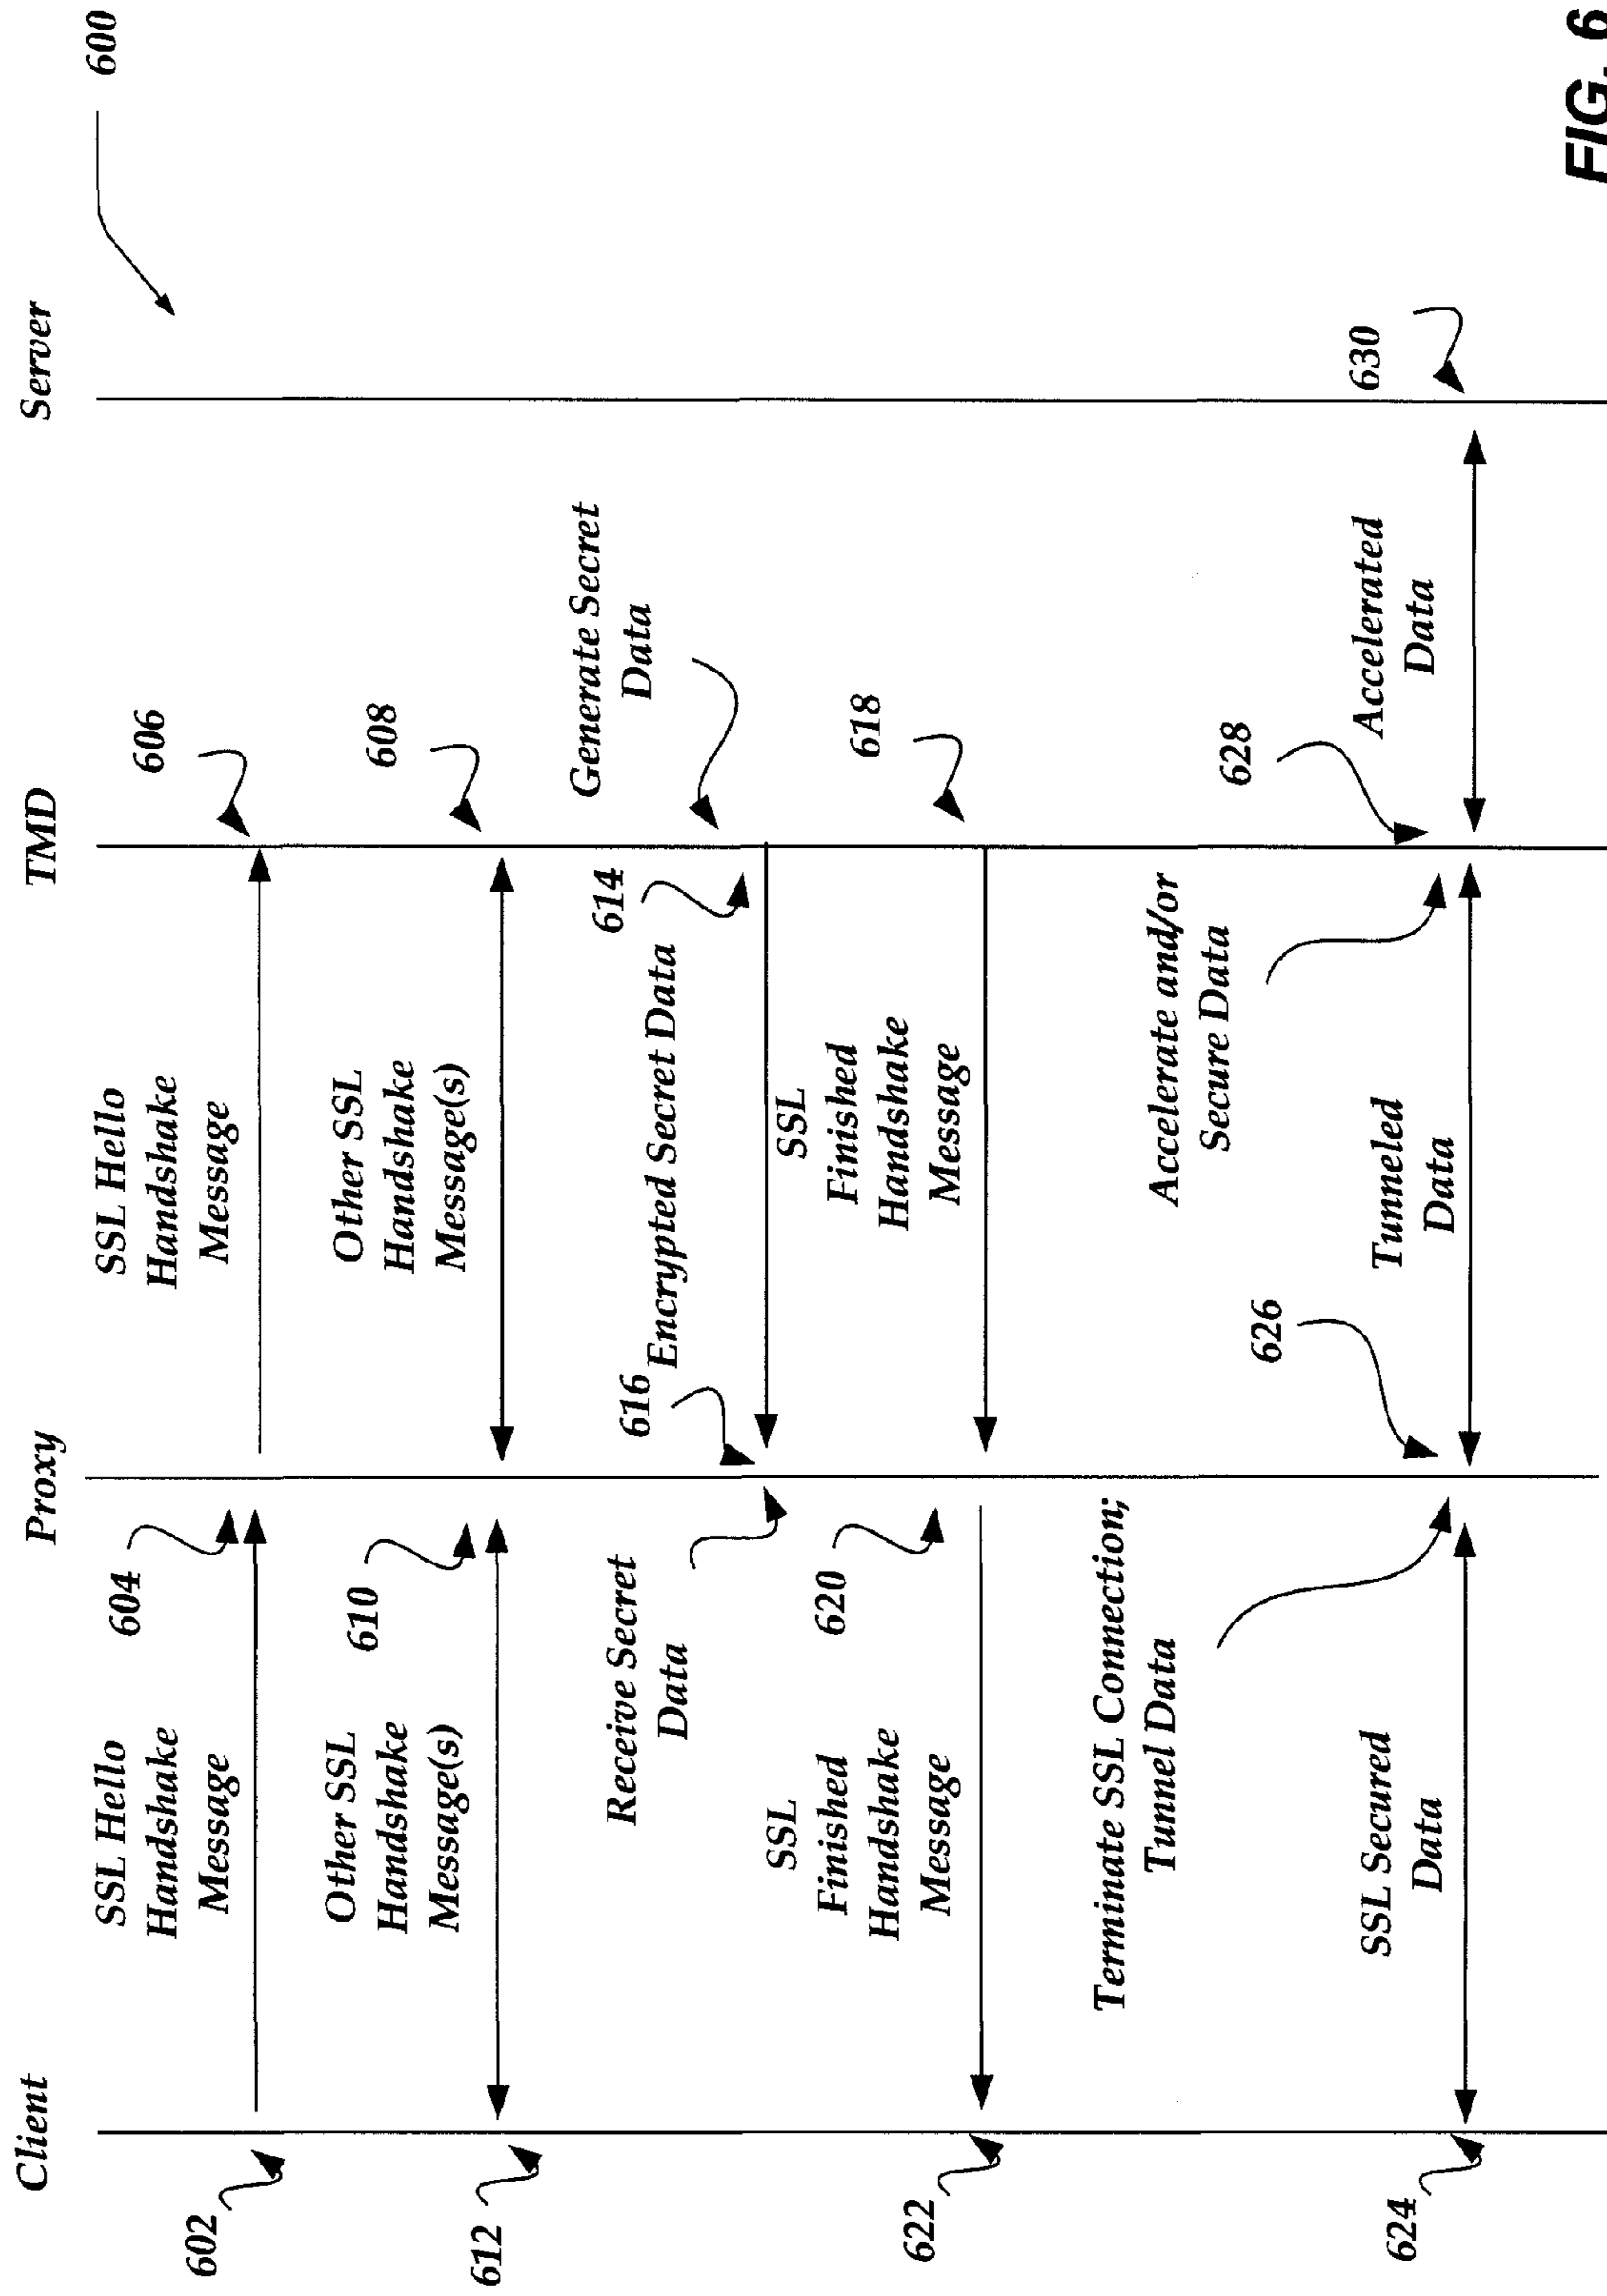 Client
Proxy
TMD
Server
600
602
SSL Hello
Handshake
Message
604
SSL Hello
Handshake
Message
606
612
Other SSL
Handshake
Message(s)
610
Other SSL
Handshake
Message(s)
608
Receive Secret
Data
616
Encrypted Secret Data
614
Generate Secret
Data
622
SSL
Finished
Handshake
Message
620
SSL
Finished
Handshake
Message
618
Terminate SSL Connection;
Tunnel Data
626
Accelerate and/or
Secure Data
628
624
SSL Secured
Data
Tunneled
Data
Accelerated
Data
630
FIG. 6